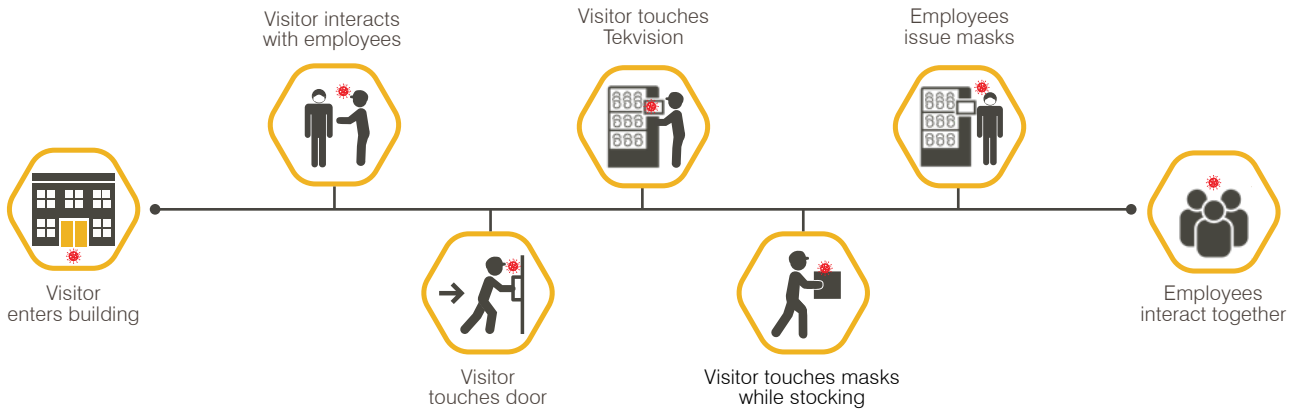 Visitor
enters building
Visitor interacts
with employees
Visitor
touches door
Visitor touches
Tekvision
Visitor touches masks
while stocking
Employees
issue masks
Employees
interact together